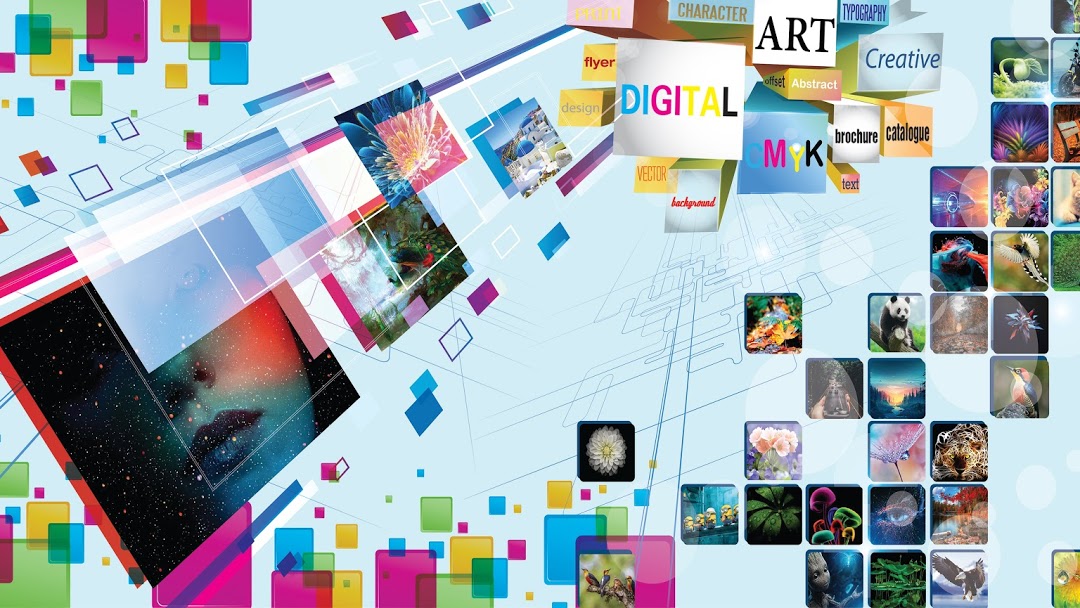 CHARACTER
ART
TYPOGRAPHY
flyer
Creative
offset
Abstract
DIGITAL
design
CMYK
brochure
catalogue
VECTOR
text
background